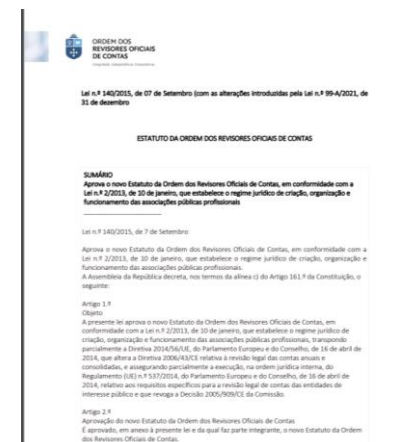 ORDEM DOS
REVISORES OFICIAIS
DE CONTAS
Lei n.º 140/2015, de 07 de Setembro (com as alterações introduzidas pela Lei n.º 99-A/2021, de
31 de dezembro
ESTATUTO DA ORDEM DOS REVISORES OFICIAIS DE CONTAS
SUMÁRIO
Aprova o novo Estatuto da Ordem dos Revisores Oficiais de Contas, em conformidade com a
Lei n.º 2/2013, de 10 de janeiro, que estabelece o regime jurídico de criação, organização e
funcionamento das associações públicas profissionais
Lei n.º 140/2015, de 7 de Setembro
Aprova o novo Estatuto da Ordem dos Revisores Oficiais de Contas, em conformidade com a
Lei n.º 2/2013, de 10 de janeiro, que estabelece o regime jurídico de criação, organização e
funcionamento das associações públicas profissionais.
A Assembleia da República decreta, nos termos da alínea c) do Artigo 161.º da Constituição, o
seguinte:
Artigo 1.º
Objeto
A presente lei aprova o novo Estatuto da Ordem dos Revisores Oficiais de Contas, em
conformidade com a Lei n.º 2/2013, de 10 de janeiro, que estabelece o regime jurídico de
criação, organização e funcionamento das associações públicas profissionais, transpondo
parcialmente a Diretiva 2014/56/UE, do Parlamento Europeu e do Conselho, de 16 de abril de
2014, que altera a Diretiva 2006/43/CE relativa à revisão legal das contas anuais e
consolidadas, e assegurando parcialmente a execução, na ordem jurídica interna, do
Regulamento (UE) n.º 537/2014, do Parlamento Europeu e do Conselho, de 16 de abril de
2014, relativo aos requisitos específicos para a revisão legal de contas das entidades de
interesse público e que revoga a Decisão 2005/909/CE da Comissão.
Artigo 2.º
Aprovação do novo Estatuto da Ordem dos Revisores Oficiais de Contas
É aprovado, em anexo à presente lei e da qual faz parte integrante, o novo Estatuto da Ordem
dos Revisores Oficiais de Contas.